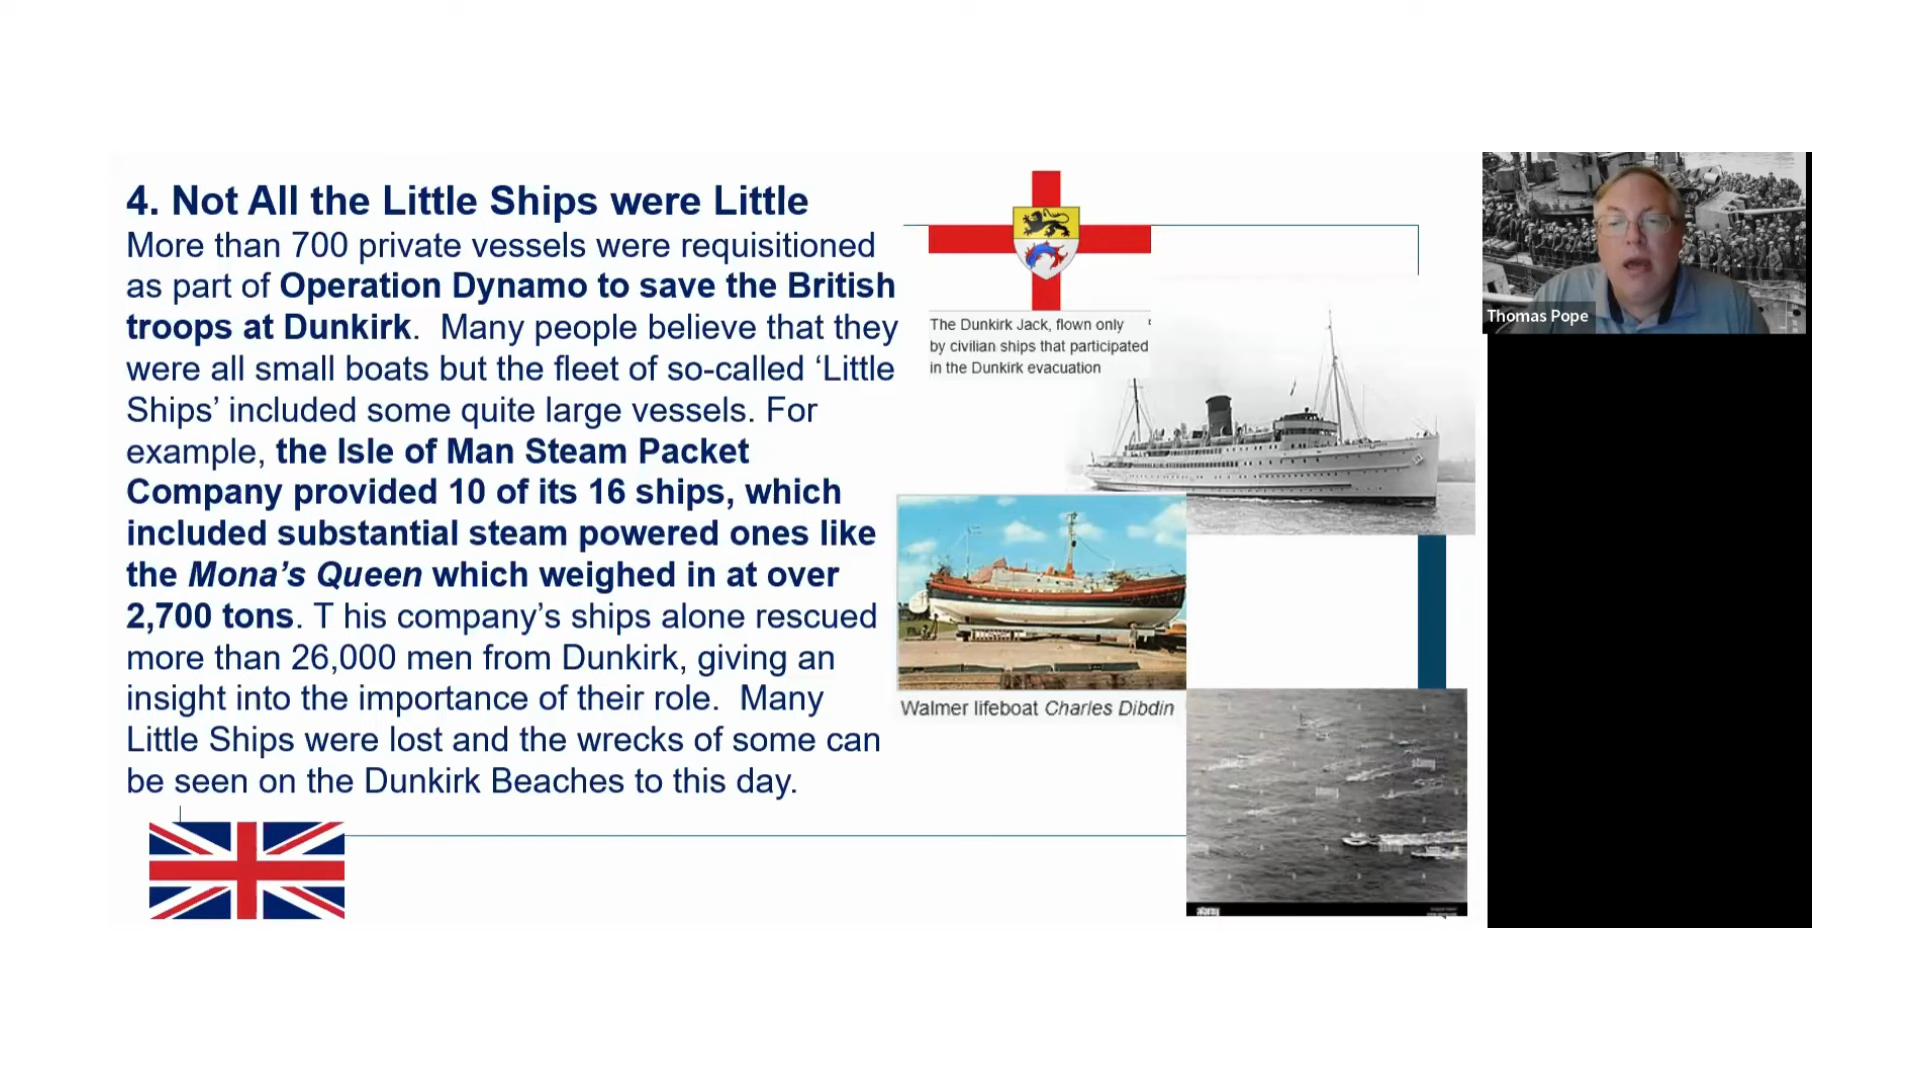 4. Not All the Little Ships were Little
More than 700 private vessels were requisitioned
as part of Operation Dynamo to save the British
troops at Dunkirk.  Many people believe that they
were all small boats but the fleet of so-called ‘Little
Ships’ included some quite large vessels. For
example, the Isle of Man Steam Packet
Company provided 10 of its 16 ships, which
included substantial steam powered ones like
the Mona’s Queen which weighed in at over
2,700 tons. T his company’s ships alone rescued
more than 26,000 men from Dunkirk, giving an
insight into the importance of their role.  Many
Little Ships were lost and the wrecks of some can
be seen on the Dunkirk Beaches to this day.
The Dunkirk Jack, flown only
by civilian ships that participated
in the Dunkirk evacuation
Walmer lifeboat Charles Dibdin
alamy
Thomas Pope